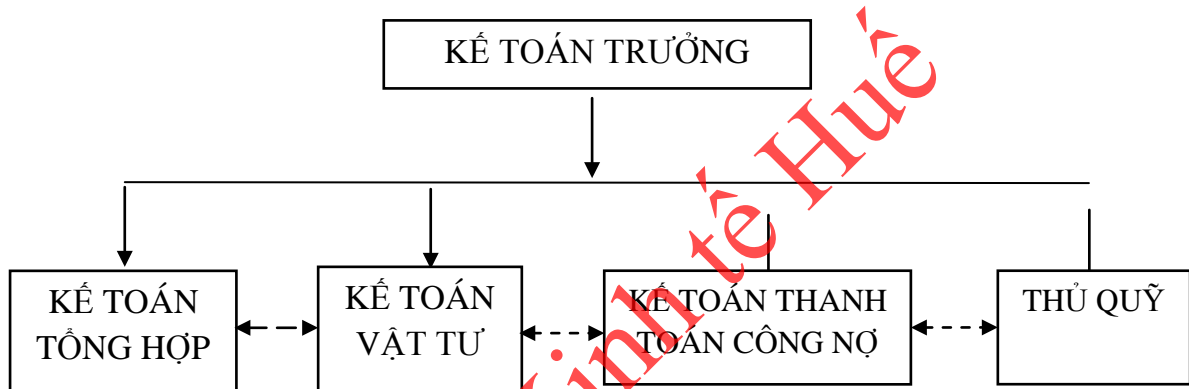 KẾ TOÁN TRƯỞNG
KẾ TOÁN
TỔNG HỢP
KẾ TOÁN
VẬT TƯ
KẾ TOÁN THANH
TOÁN CÔNG NỢ
THỦ QUỸ
inh tế Huế